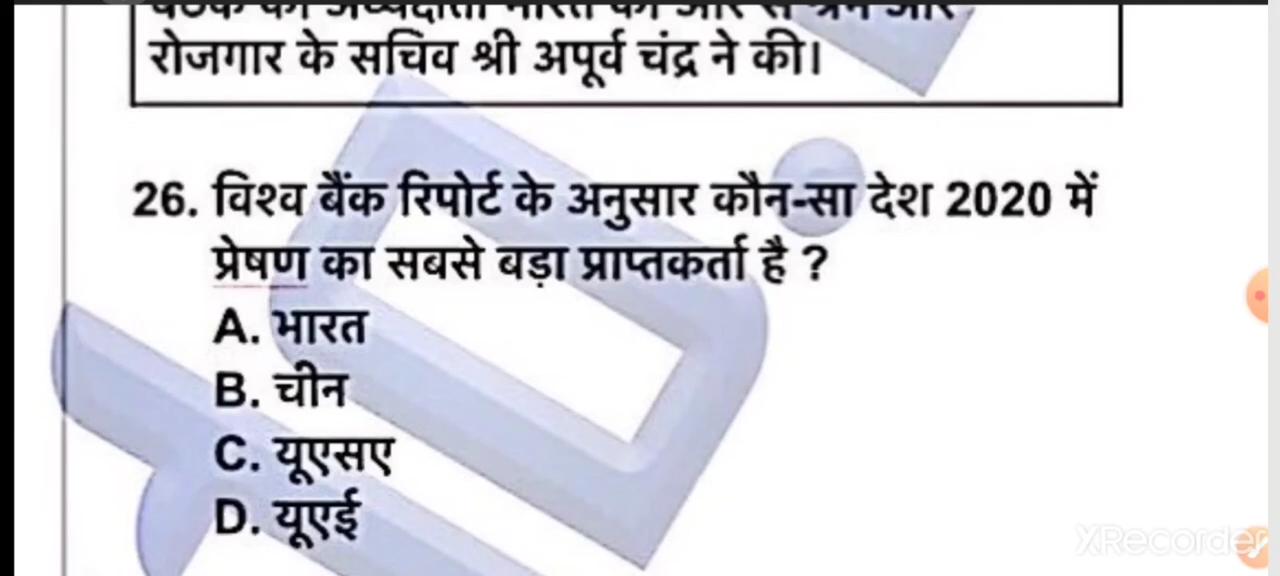 रोजगार के सचिव श्री अपूर्व चंद्र ने की।
26. विश्व बैंक रिपोर्ट के अनुसार कौन-सा देश 2020 में
प्रेषण का सबसे बड़ा प्राप्तकर्ता है ?
A. भारत
B. चीन
C. यूएसए
D. यूएई
XRecorder